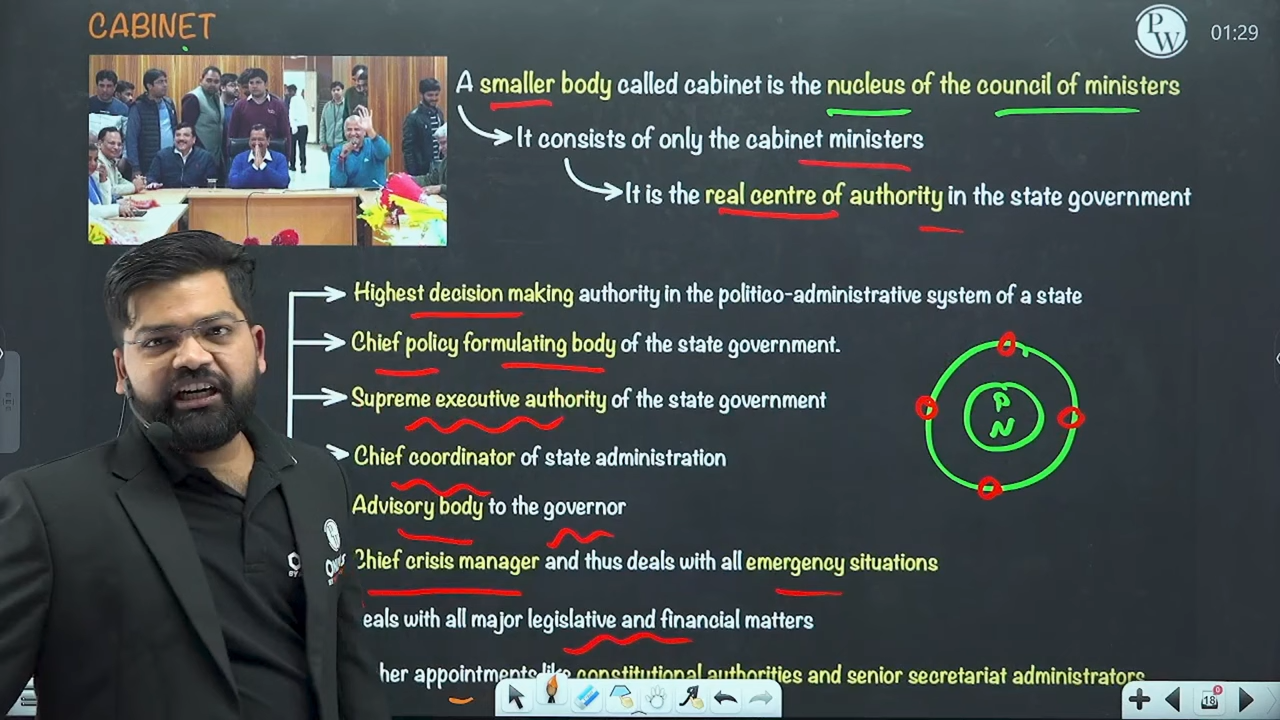 CABINET
PW
01:29
A smaller body called cabinet is the nucleus of the council of ministers
It consists of only the cabinet ministers
It is the real centre of authority in the state government
Highest decision making authority in the politico-administrative system of a state
Chief policy formulating body of the state government.
Supreme executive authority of the state government
P
N
Chief coordinator of state administration
Advisory body to the governor
Chief crisis manager and thus deals with all emergency situations
eals with all major legislative and financial matters
her appointments like constitutional authorities and senior secretariat administrators
18